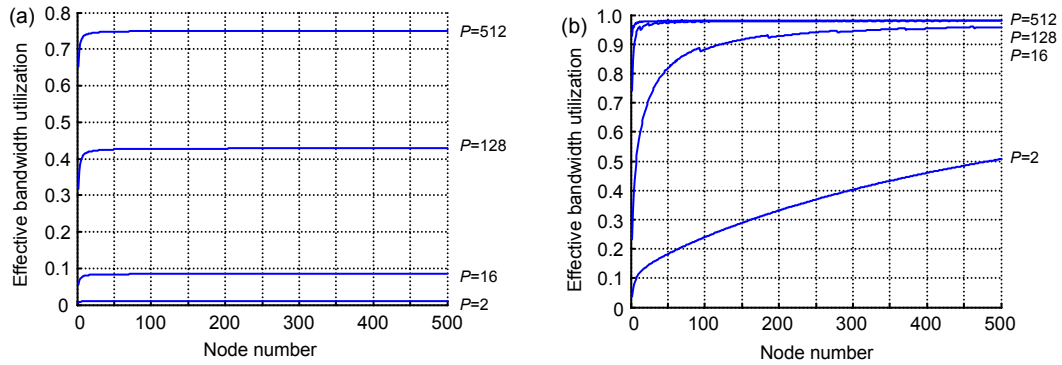 (a)
Effective bandwidth utilization
0.8
0.7
0.6
0.5
0.4
0.3
0.2
0.1
0
P=512
P=128
P=16
P=2
0 100 200 300 400 500
Node number
(b)
Effective bandwidth utilization
1.0
0.9
0.8
0.7
0.6
0.5
0.4
0.3
0.2
0.1
0
P=512
P=128
P=16
P=2
0 100 200 300 400 500
Node number